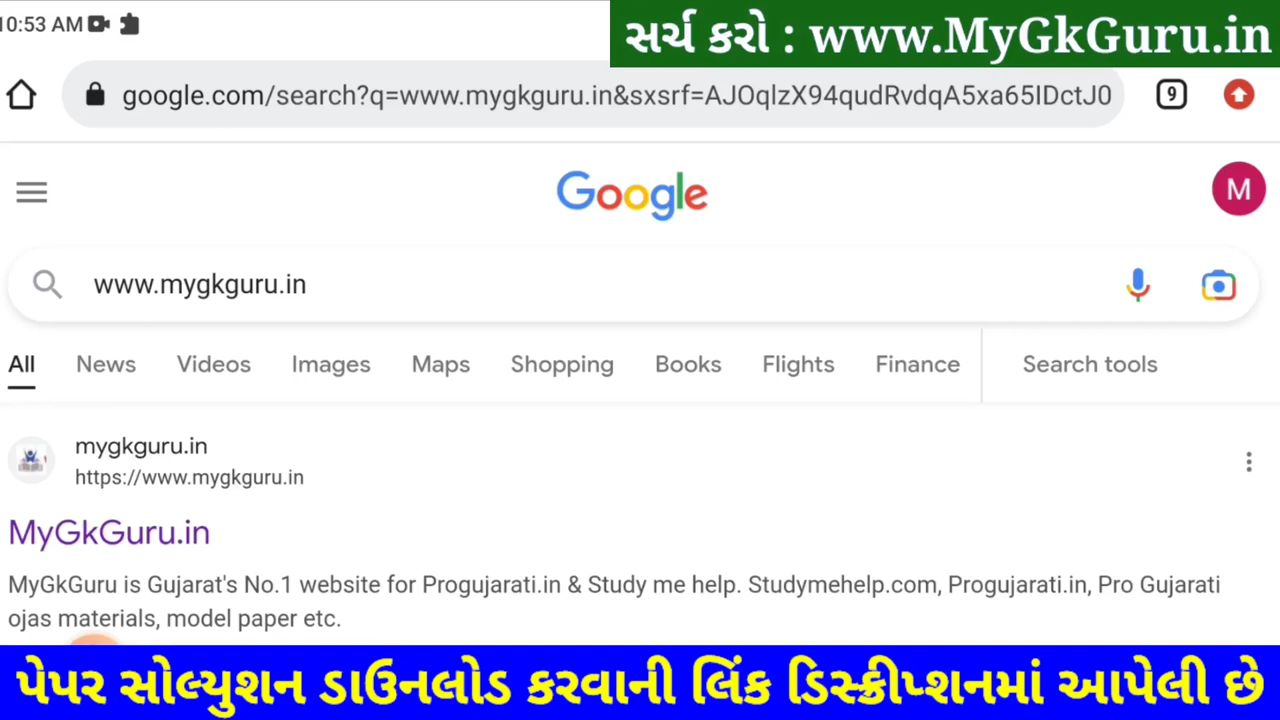 10:53 AM
સર્ચ કરો : www.MyGkGuru.in
google.com/search?q=www.mygkguru.in&sxsrf=AJOqlzX94qudRvdqA5xa65IDctJ0
9
Google
M
www.mygkguru.in
All News Videos Images Maps Shopping Books Flights Finance Search tools
mygkguru.in
https://www.mygkguru.in
MyGkGuru.in
MyGkGuru is Gujarat's No.1 website for Progujarati.in & Study me help. Studymehelp.com, Progujarati.in, Pro Gujarati
ojas materials, model paper etc.
પેપર સોલ્યુશન ડાઉનલોડ કરવાની લિંક ડિસ્ક્રીપ્શનમાં આપેલી છે